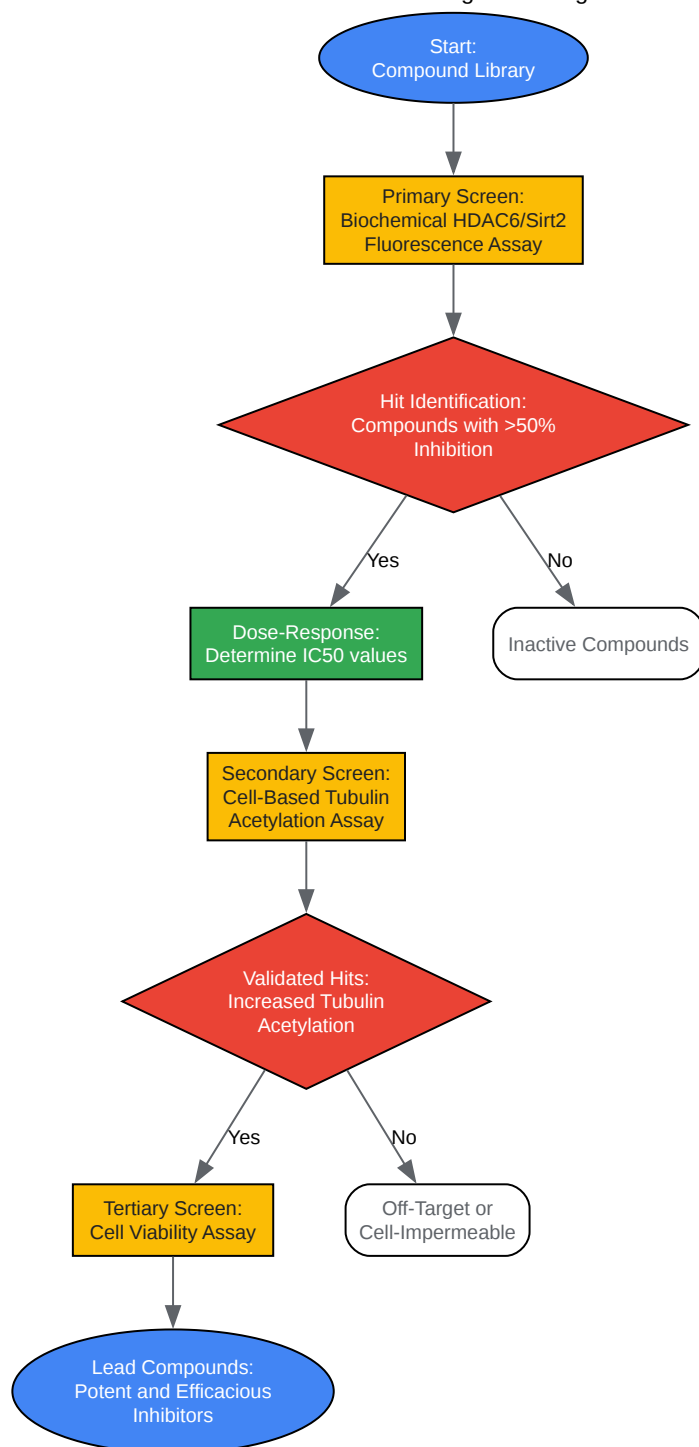 Start:
Compound Library
Primary Screen:
Biochemical HDAC6/Sirt2
Fluorescence Assay
Hit Identification:
Compounds with >50%
Inhibition
Yes
No
Dose-Response:
Determine IC50 values
Inactive Compounds
Secondary Screen:
Cell-Based Tubulin
Acetylation Assay
Validated Hits:
Increased Tubulin
Acetylation
Yes
No
Tertiary Screen:
Cell Viability Assay
Off-Target or
Cell-Impermeable
Lead Compounds:
Potent and Efficacious
Inhibitors